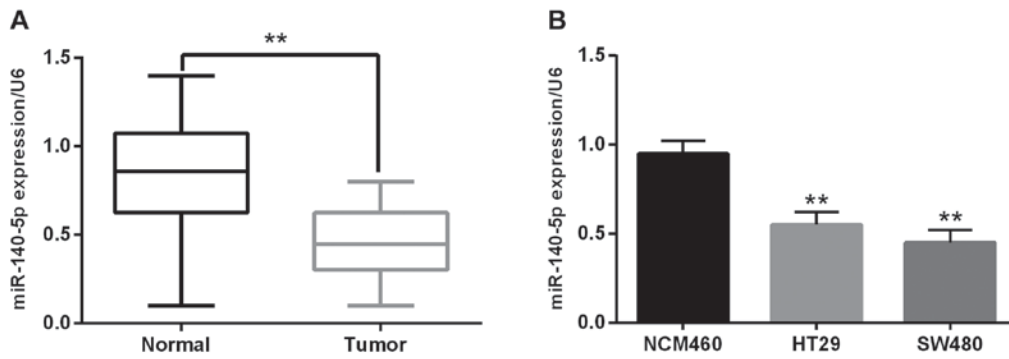 A
**
miR-140-5p expression/U6
1.5
1.0
0.5
0.0
Normal
Tumor
B
miR-140-5p expression/U6
1.5
1.0
0.5
0.0
**
**
NCM460
HT29
SW480